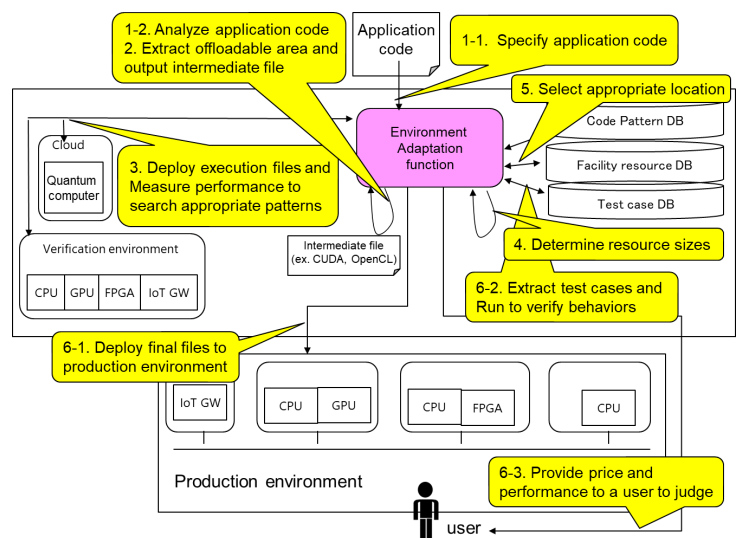 1-2. Analyze application code
2. Extract offloadable area and
output intermediate file
Application
code
1-1.  Specify application code
5. Select appropriate location
Environment
Adaptation
function
Code Pattern DB
Facility resource DB
Test case DB
Cloud
Quantum
computer
3. Deploy execution files and
Measure performance to
search appropriate patterns
Verification environment
CPU
GPU
FPGA
IoT GW
Intermediate file
(ex. CUDA, OpenCL)
4. Determine resource sizes
6-2. Extract test cases and
Run to verify behaviors
6-1. Deploy final files to
production environment
IoT GW
CPU
GPU
CPU
FPGA
CPU
Production environment
6-3. Provide price and
performance to a user to judge
user